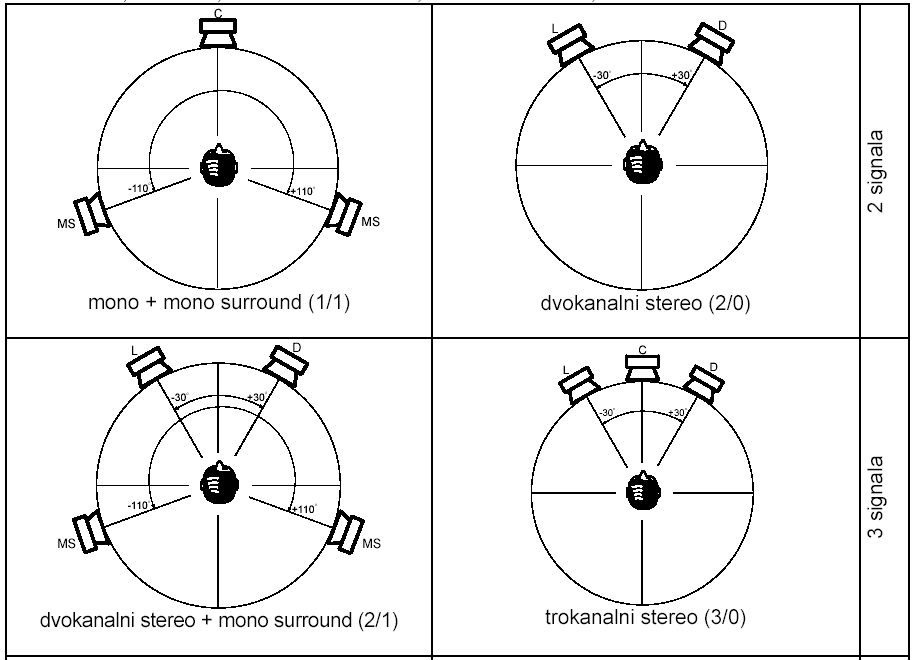 C
-110°
+110°
MS
MS
mono + mono surround (1/1)
L
D
-30°
+30°
dvokanalni stereo (2/0)
2 signala
L
D
-30°
+30°
-110°
+110°
MS
MS
dvokanalni stereo + mono surround (2/1)
L
C
D
-30°
+30°
trokanalni stereo (3/0)
3 signala